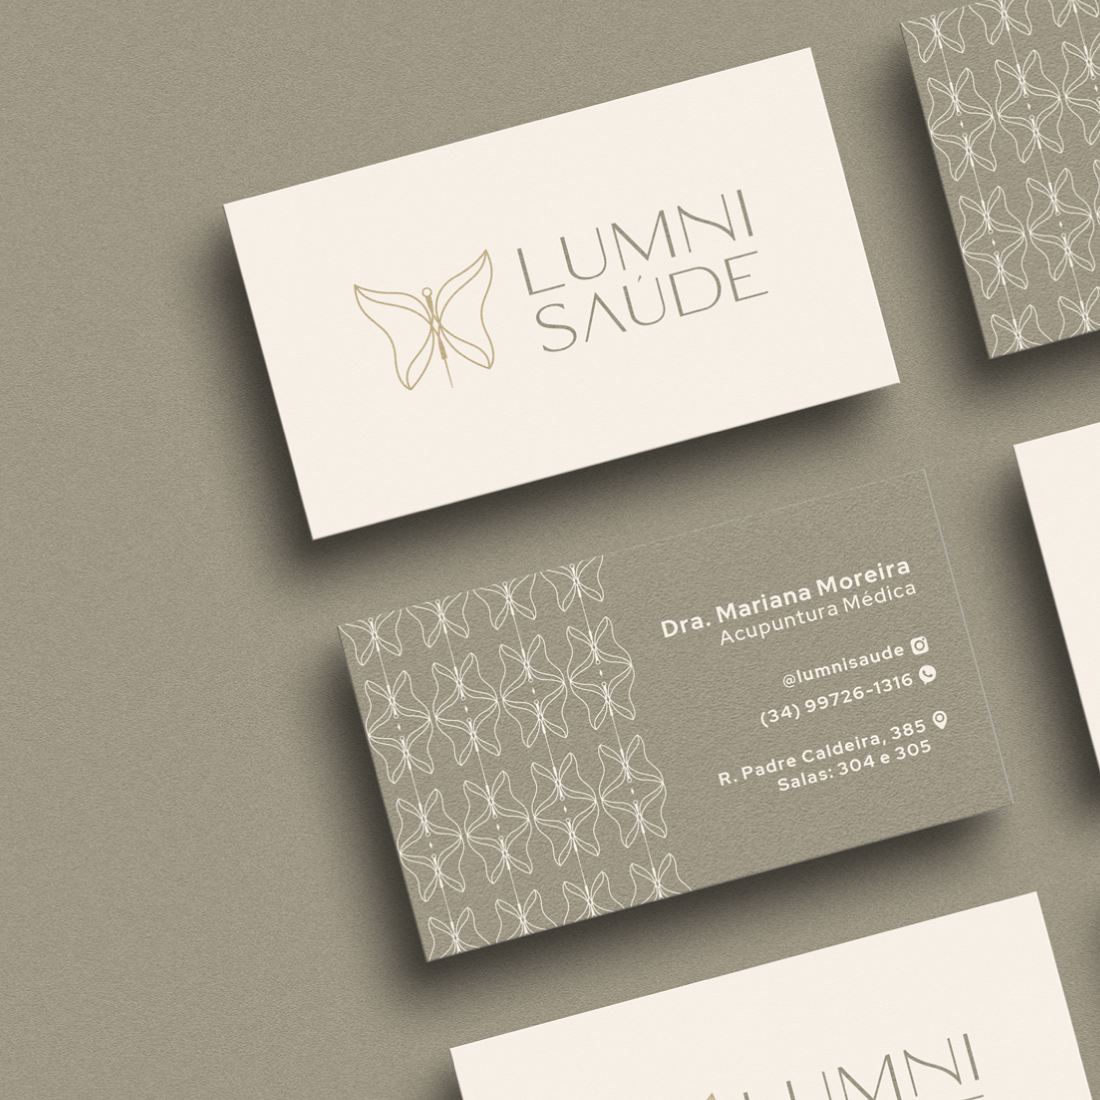 LUMNI
SAÚDE
Dra. Mariana Moreira
Acupuntura Médica
@lumnisaude
(34) 99726-1316
R. Padre Caldeira, 385
Salas: 304 e 305
LUMNI